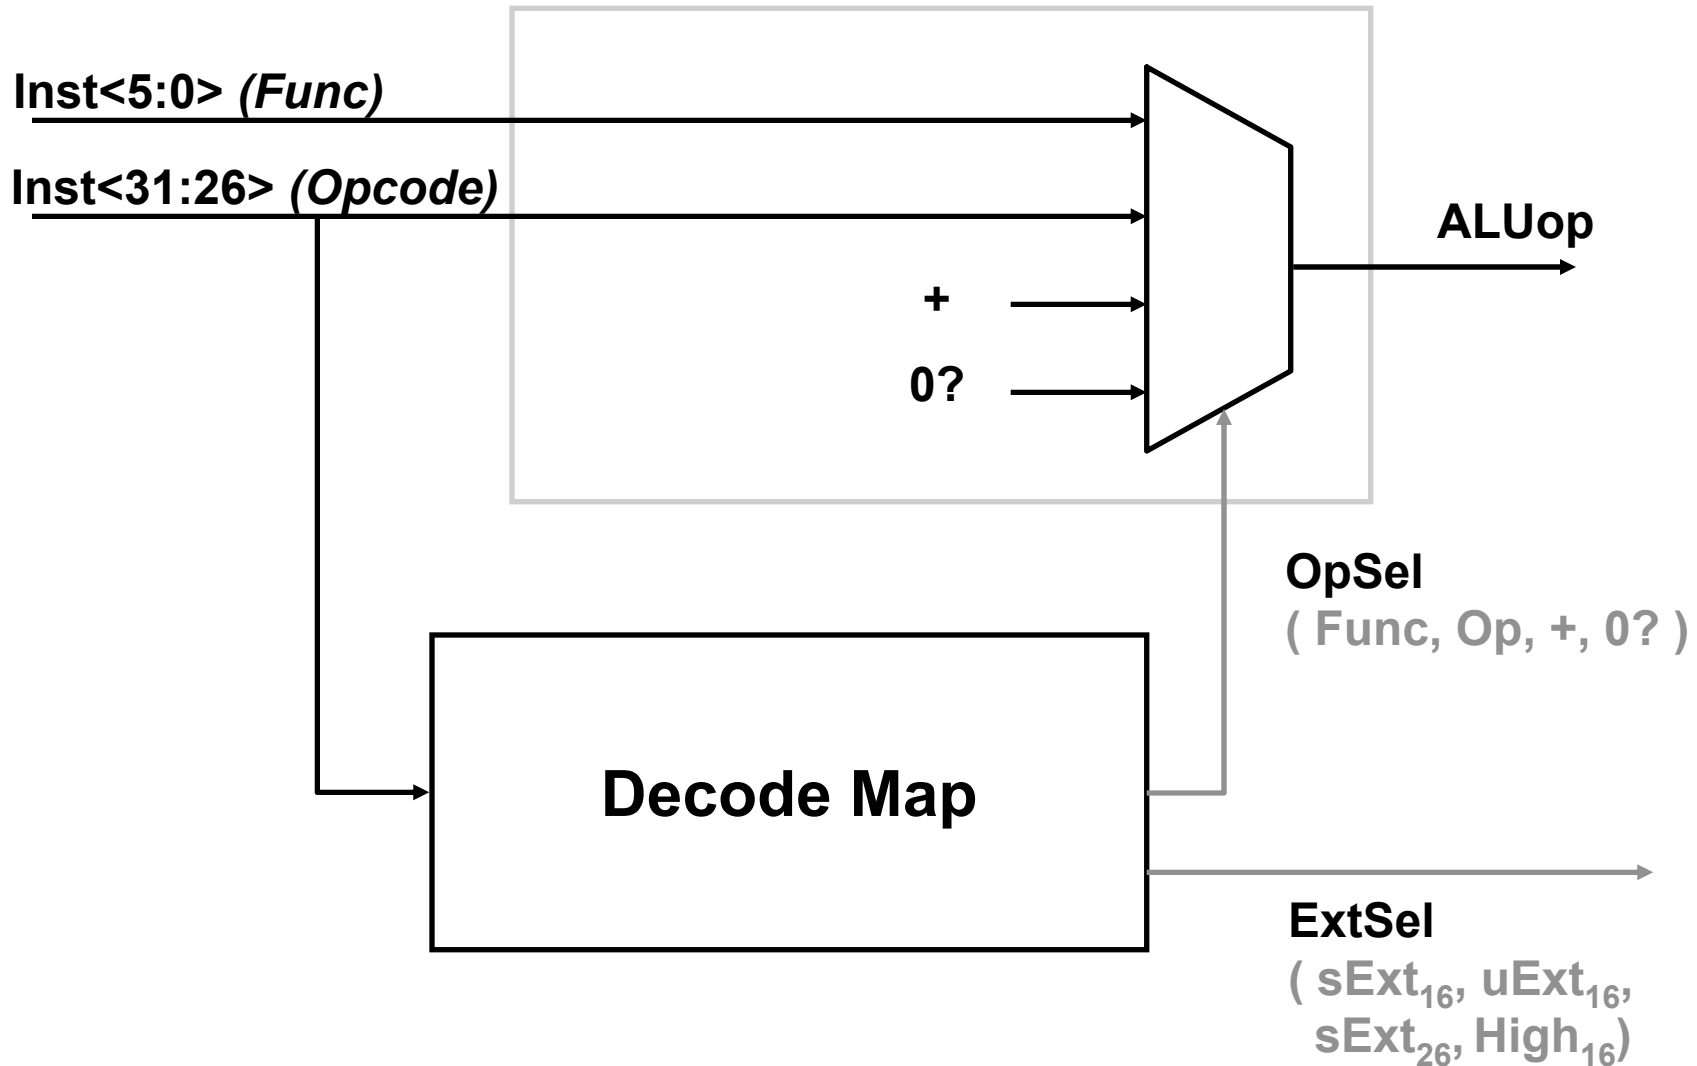 Inst<5:0> (Func)
Inst<31:26> (Opcode)
ALUop
+
0?
OpSel
( Func, Op, +, 0? )
Decode Map
ExtSel
( sExt16, uExt16,
sExt26, High16)